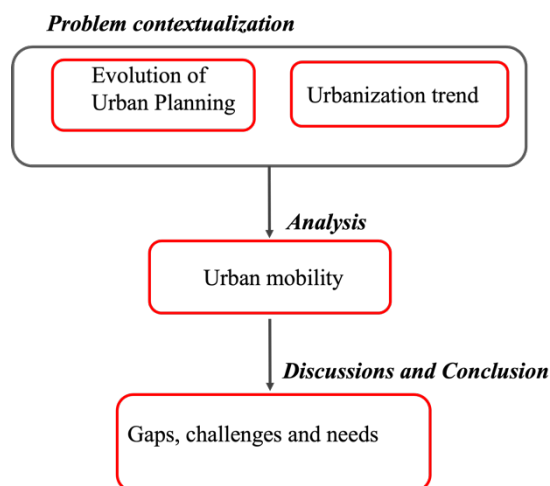 Problem contextualization
Evolution of
Urban Planning
Urbanization trend
Analysis
Urban mobility
Discussions and Conclusion
Gaps, challenges and needs